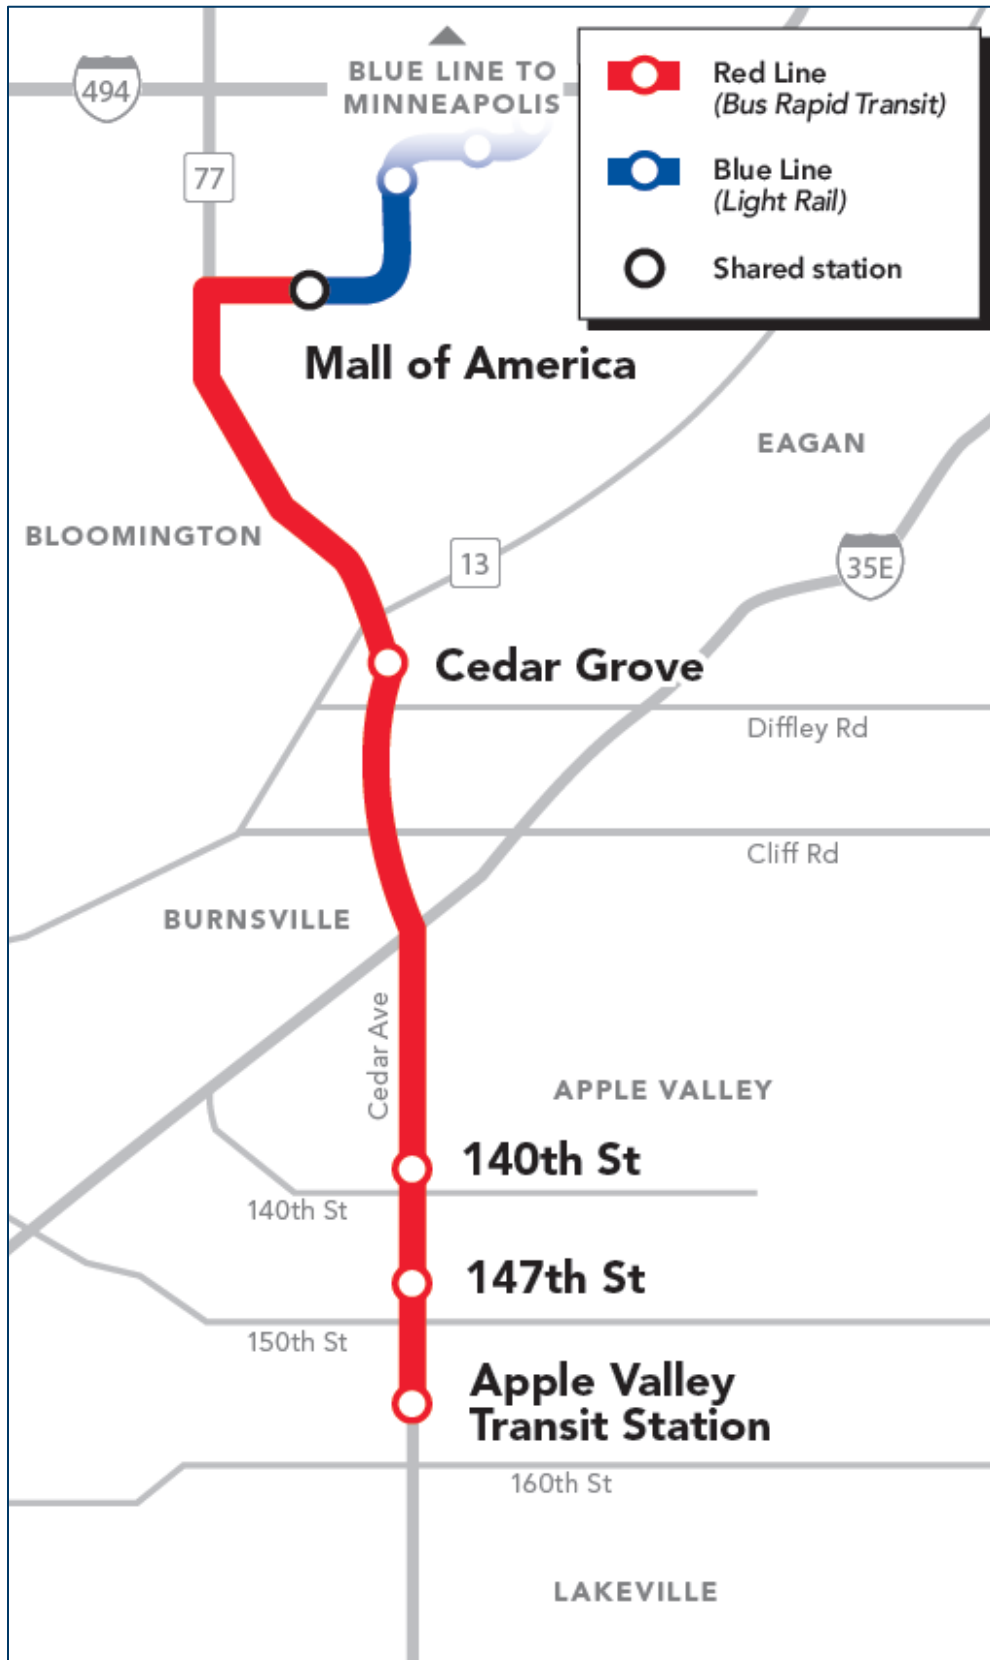 BLUE LINE TO
MINNEAPOLIS
494
77
Red Line
(Bus Rapid Transit)
Blue Line
(Light Rail)
Shared station
Mall of America
EAGAN
BLOOMINGTON
13
35E
Cedar Grove
Diffley Rd
Cliff Rd
BURNSVILLE
Cedar Ave
APPLE VALLEY
140th St
140th St
147th St
150th St
Apple Valley
Transit Station
160th St
LAKEVILLE